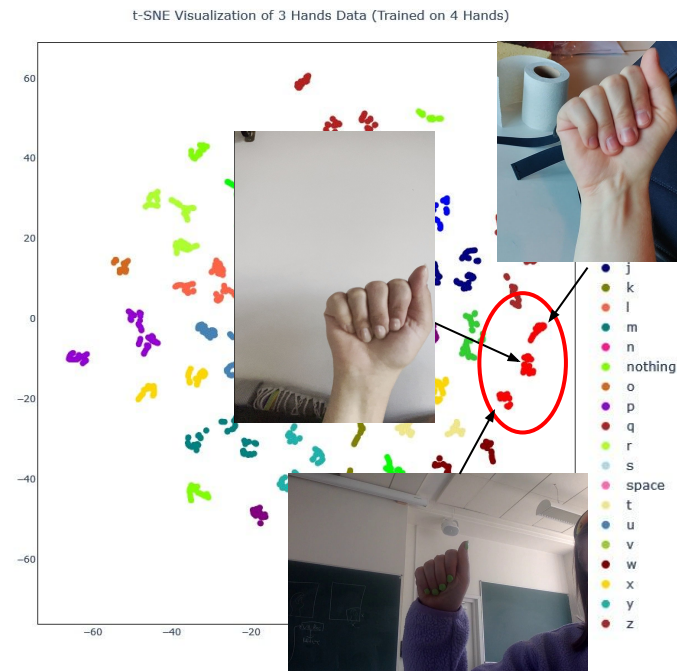 t-SNE Visualization of 3 Hands Data (Trained on 4 Hands)
60
40
20
0
−20
−40
−60
−60
−40
−20
j
k
l
m
n
nothing
o
p
q
r
s
space
t
u
v
w
x
y
z